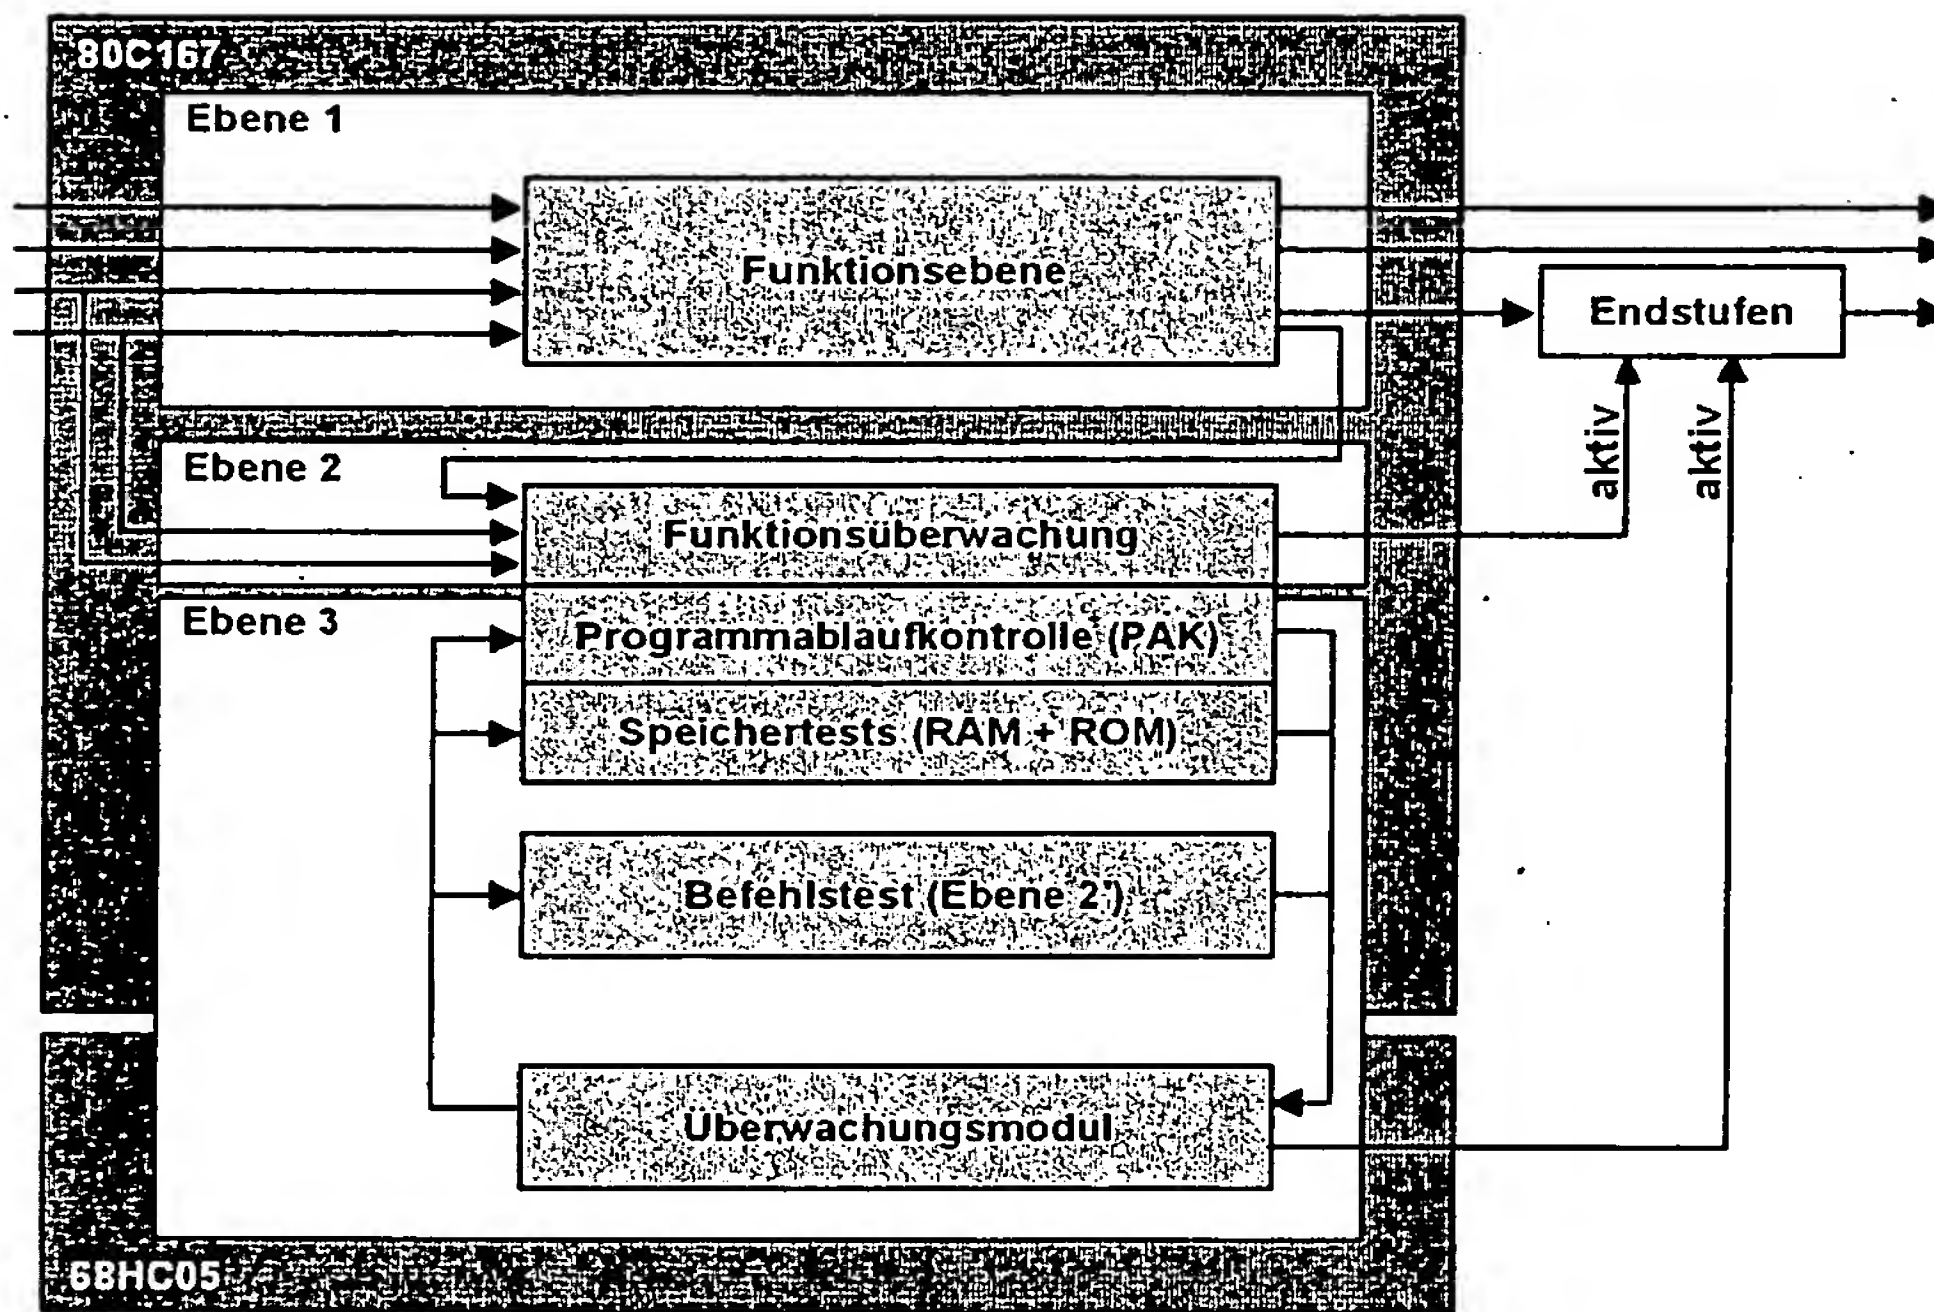 80C167
Ebene 1
Funktionsebene
Endstufen
aktiv
aktiv
Ebene 2
Funktionsüberwachung
Ebene 3
Programmablaufkontrolle (PAK)
Speichertests (RAM + ROM)
Befehlstest (Ebene 2')
Überwachungsmodul
68HC05